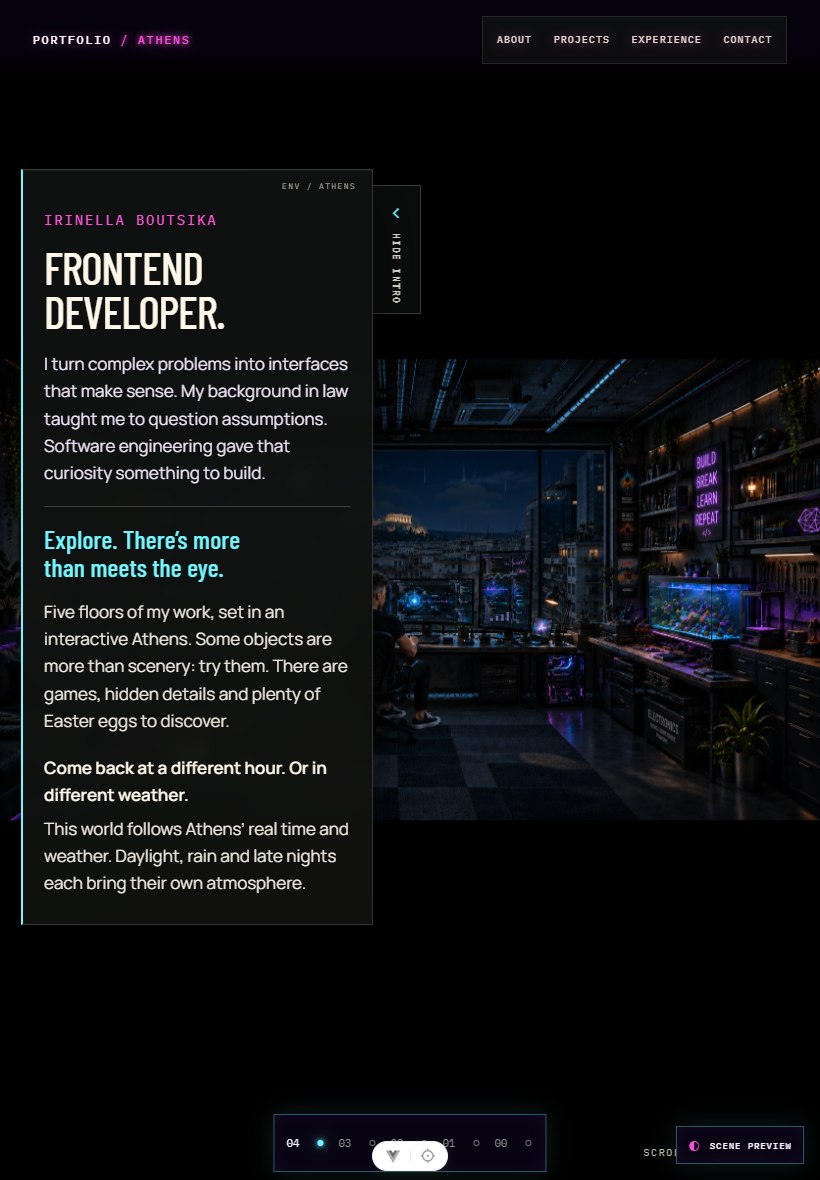 PORTFOLIO / ATHENS
ABOUT PROJECTS EXPERIENCE CONTACT
ENV / ATHENS
IRINELLA BOUTSIKA
FRONTEND
DEVELOPER.
I turn complex problems into interfaces
that make sense. My background in law
taught me to question assumptions.
Software engineering gave that
curiosity something to build.
Explore. There’s more
than meets the eye.
Five floors of my work, set in an
interactive Athens. Some objects are
more than scenery: try them. There are
games, hidden details and plenty of
Easter eggs to discover.
Come back at a different hour. Or in
different weather.
This world follows Athens’ real time and
weather. Daylight, rain and late nights
each bring their own atmosphere.
HIDE INTRO
BUILD
BREAK
LEARN
REPEAT
</>
ELECTRONICS
04 03 01 00
SCENE PREVIEW